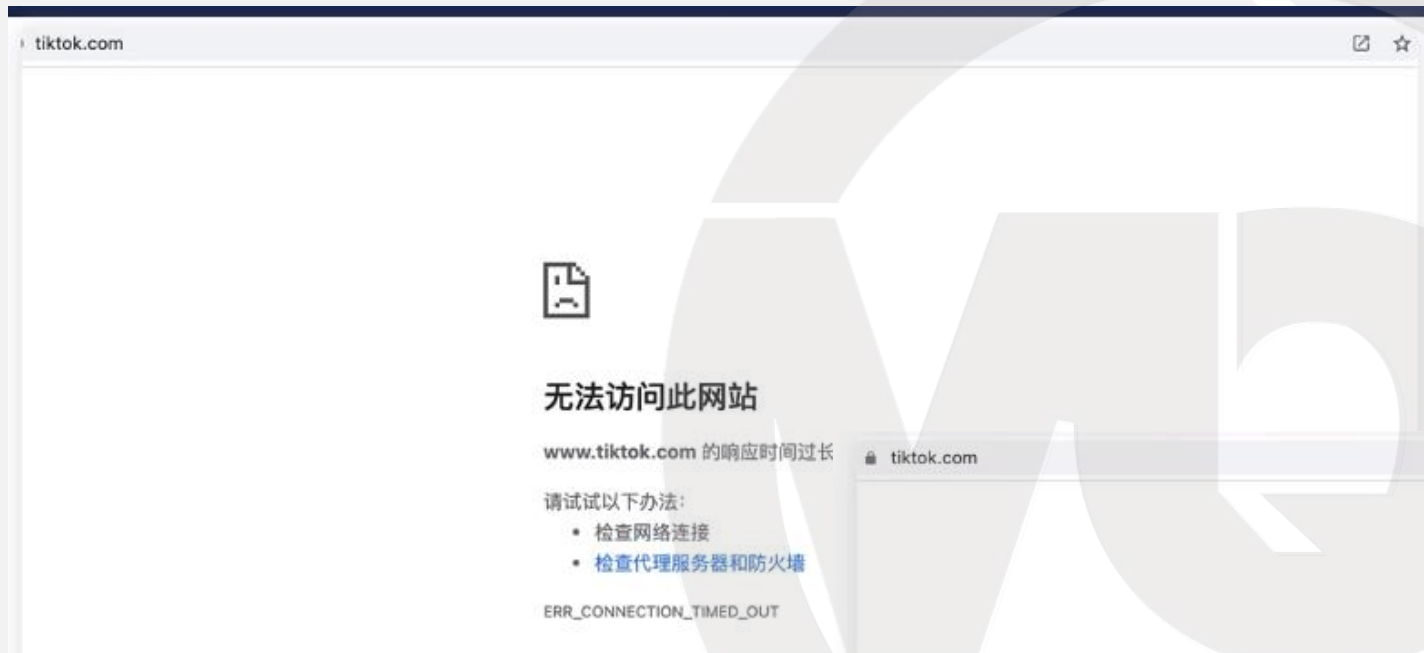 tiktok.com
无法访问此网站
www.tiktok.com 的响应时间过长
tiktok.com
请试试以下办法：
• 检查网络连接
• 检查代理服务器和防火墙
ERR_CONNECTION_TIMED_OUT